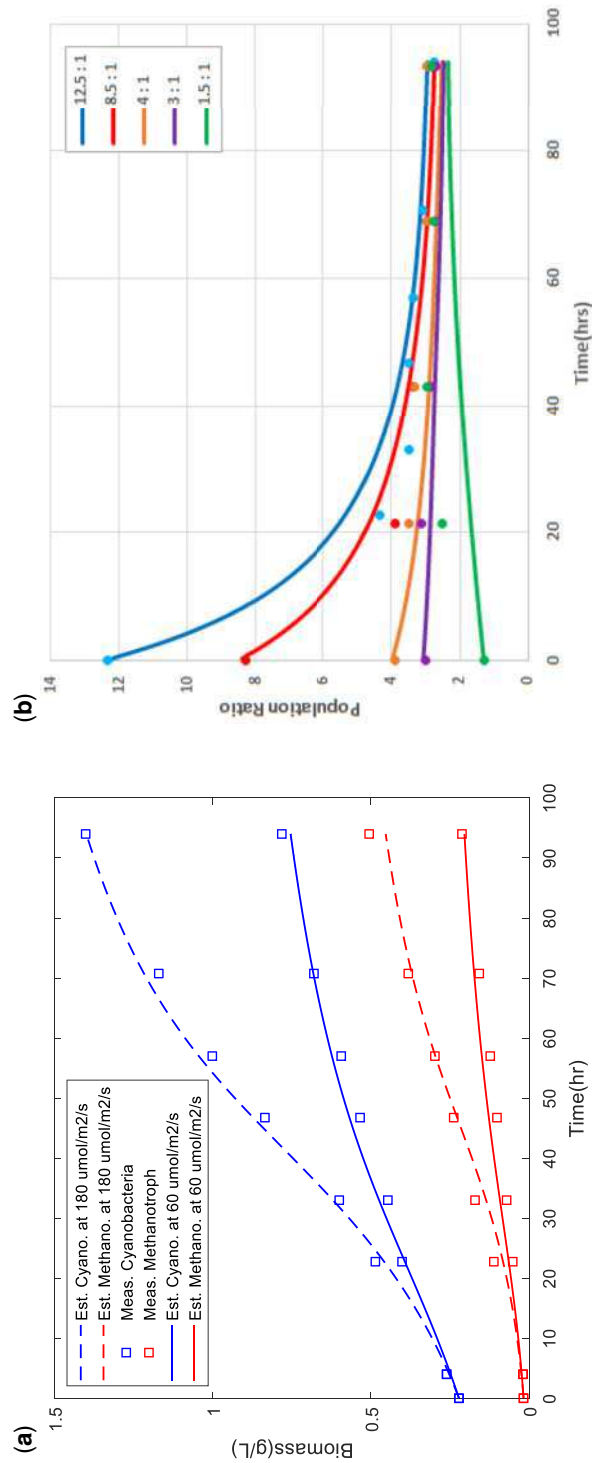 (a)
Biomass(g/L)
1.5
1
0.5
0
Est. Cyano. at 180 umol/m2/s
Est. Methano. at 180 umol/m2/s
Meas. Cyanobacteria
Meas. Methanotroph
Est. Cyano. at 60 umol/m2/s
Est. Methano. at 60 umol/m2/s
0 10 20 30 40 50 60 70 80 90 100
Time(hr)
(b)
Population Ratio
14
12
10
8
6
4
2
0
12.5 : 1
8.5 : 1
4 : 1
3 : 1
1.5 : 1
0 20 40 60 80 100
Time(hrs)